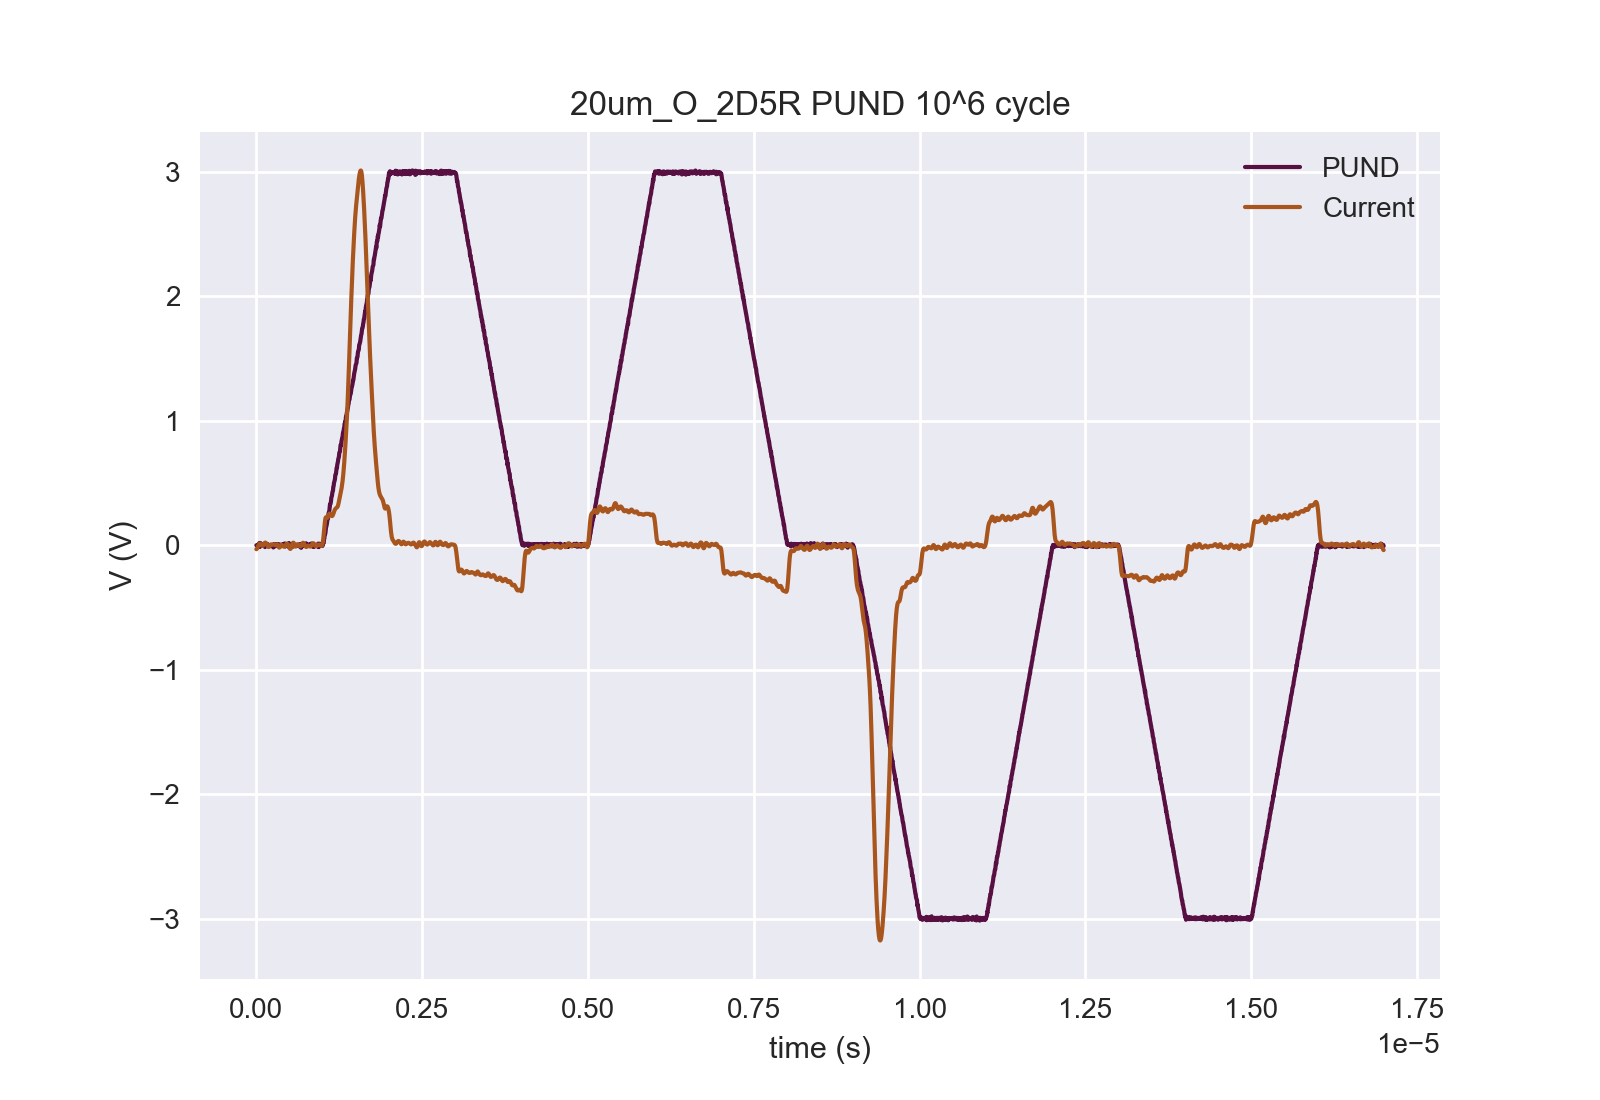 20um_O_2D5R PUND 10^6 cycle
PUND
Current
3
2
1
0
−1
−2
−3
V (V)
0.00 0.25 0.50 0.75 1.00 1.25 1.50 1.75
1e−5
time (s)